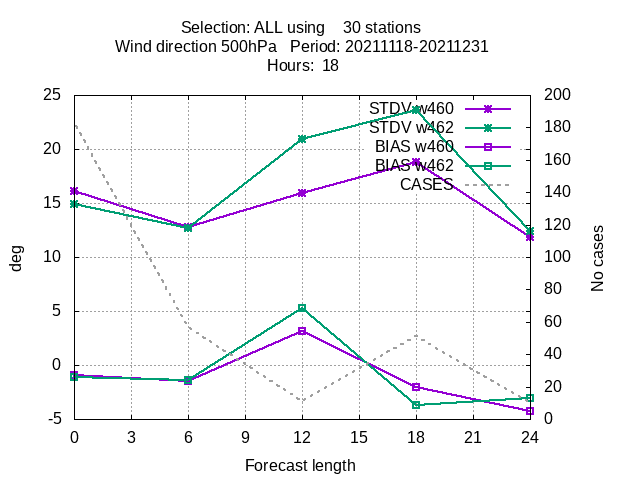 Selection: ALL using 30 stations
Wind direction 500hPa Period: 20211118-20211231
Hours: 18
STDV w460
STDV w462
BIAS w460
BIAS w462
CASES
25
20
15
10
5
0
-5
deg
200
180
160
140
120
100
80
60
40
20
0
No cases
0 3 6 9 12 15 18 21 24
Forecast length